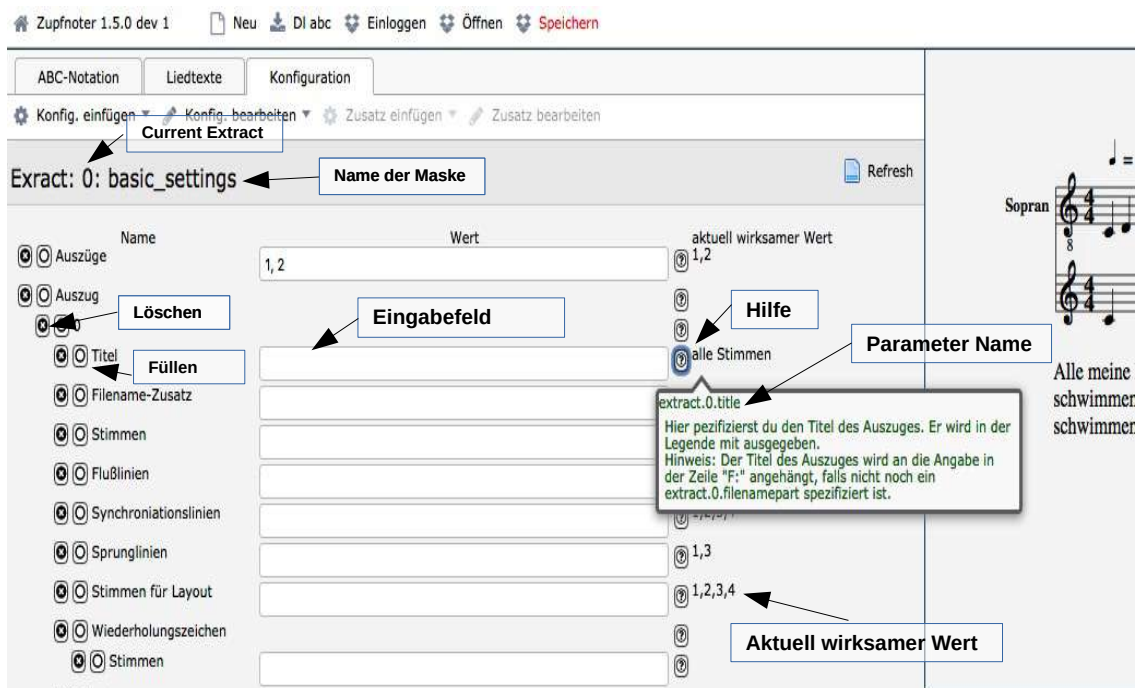 Zupfnoter 1.5.0 dev 1 Neu Dl abc Einloggen Öffnen Speichern
ABC-Notation Liedtexte Konfiguration
Konfig. einfügen Konfig. bearbeiten Zusatz einfügen Zusatz bearbeiten
Current Extract
Exract: 0: basic_settings
Name der Maske
Refresh
Name Wert aktuell wirksamer Wert
Auszüge 1, 2 1,2
Auszug
Löschen
Eingabefeld
Hilfe
0
Titel alle Stimmen
Füllen
Parameter Name
Filename-Zusatz
extract.0.title
Hier pezifizierst du den Titel des Auszuges. Er wird in der
Legende mit ausgegeben.
Hinweis: Der Titel des Auszuges wird an die Angabe in
der Zeile "F:" angehängt, falls nicht noch ein
extract.0.filenamepart spezifiziert ist.
Stimmen
Flußlinien
Synchroniationslinien
Sprunglinien 1,3
Stimmen für Layout 1,2,3,4
Wiederholungszeichen
Aktuell wirksamer Wert
Stimmen
Sopran
8
Alle meine
schwimmen
schwimmen